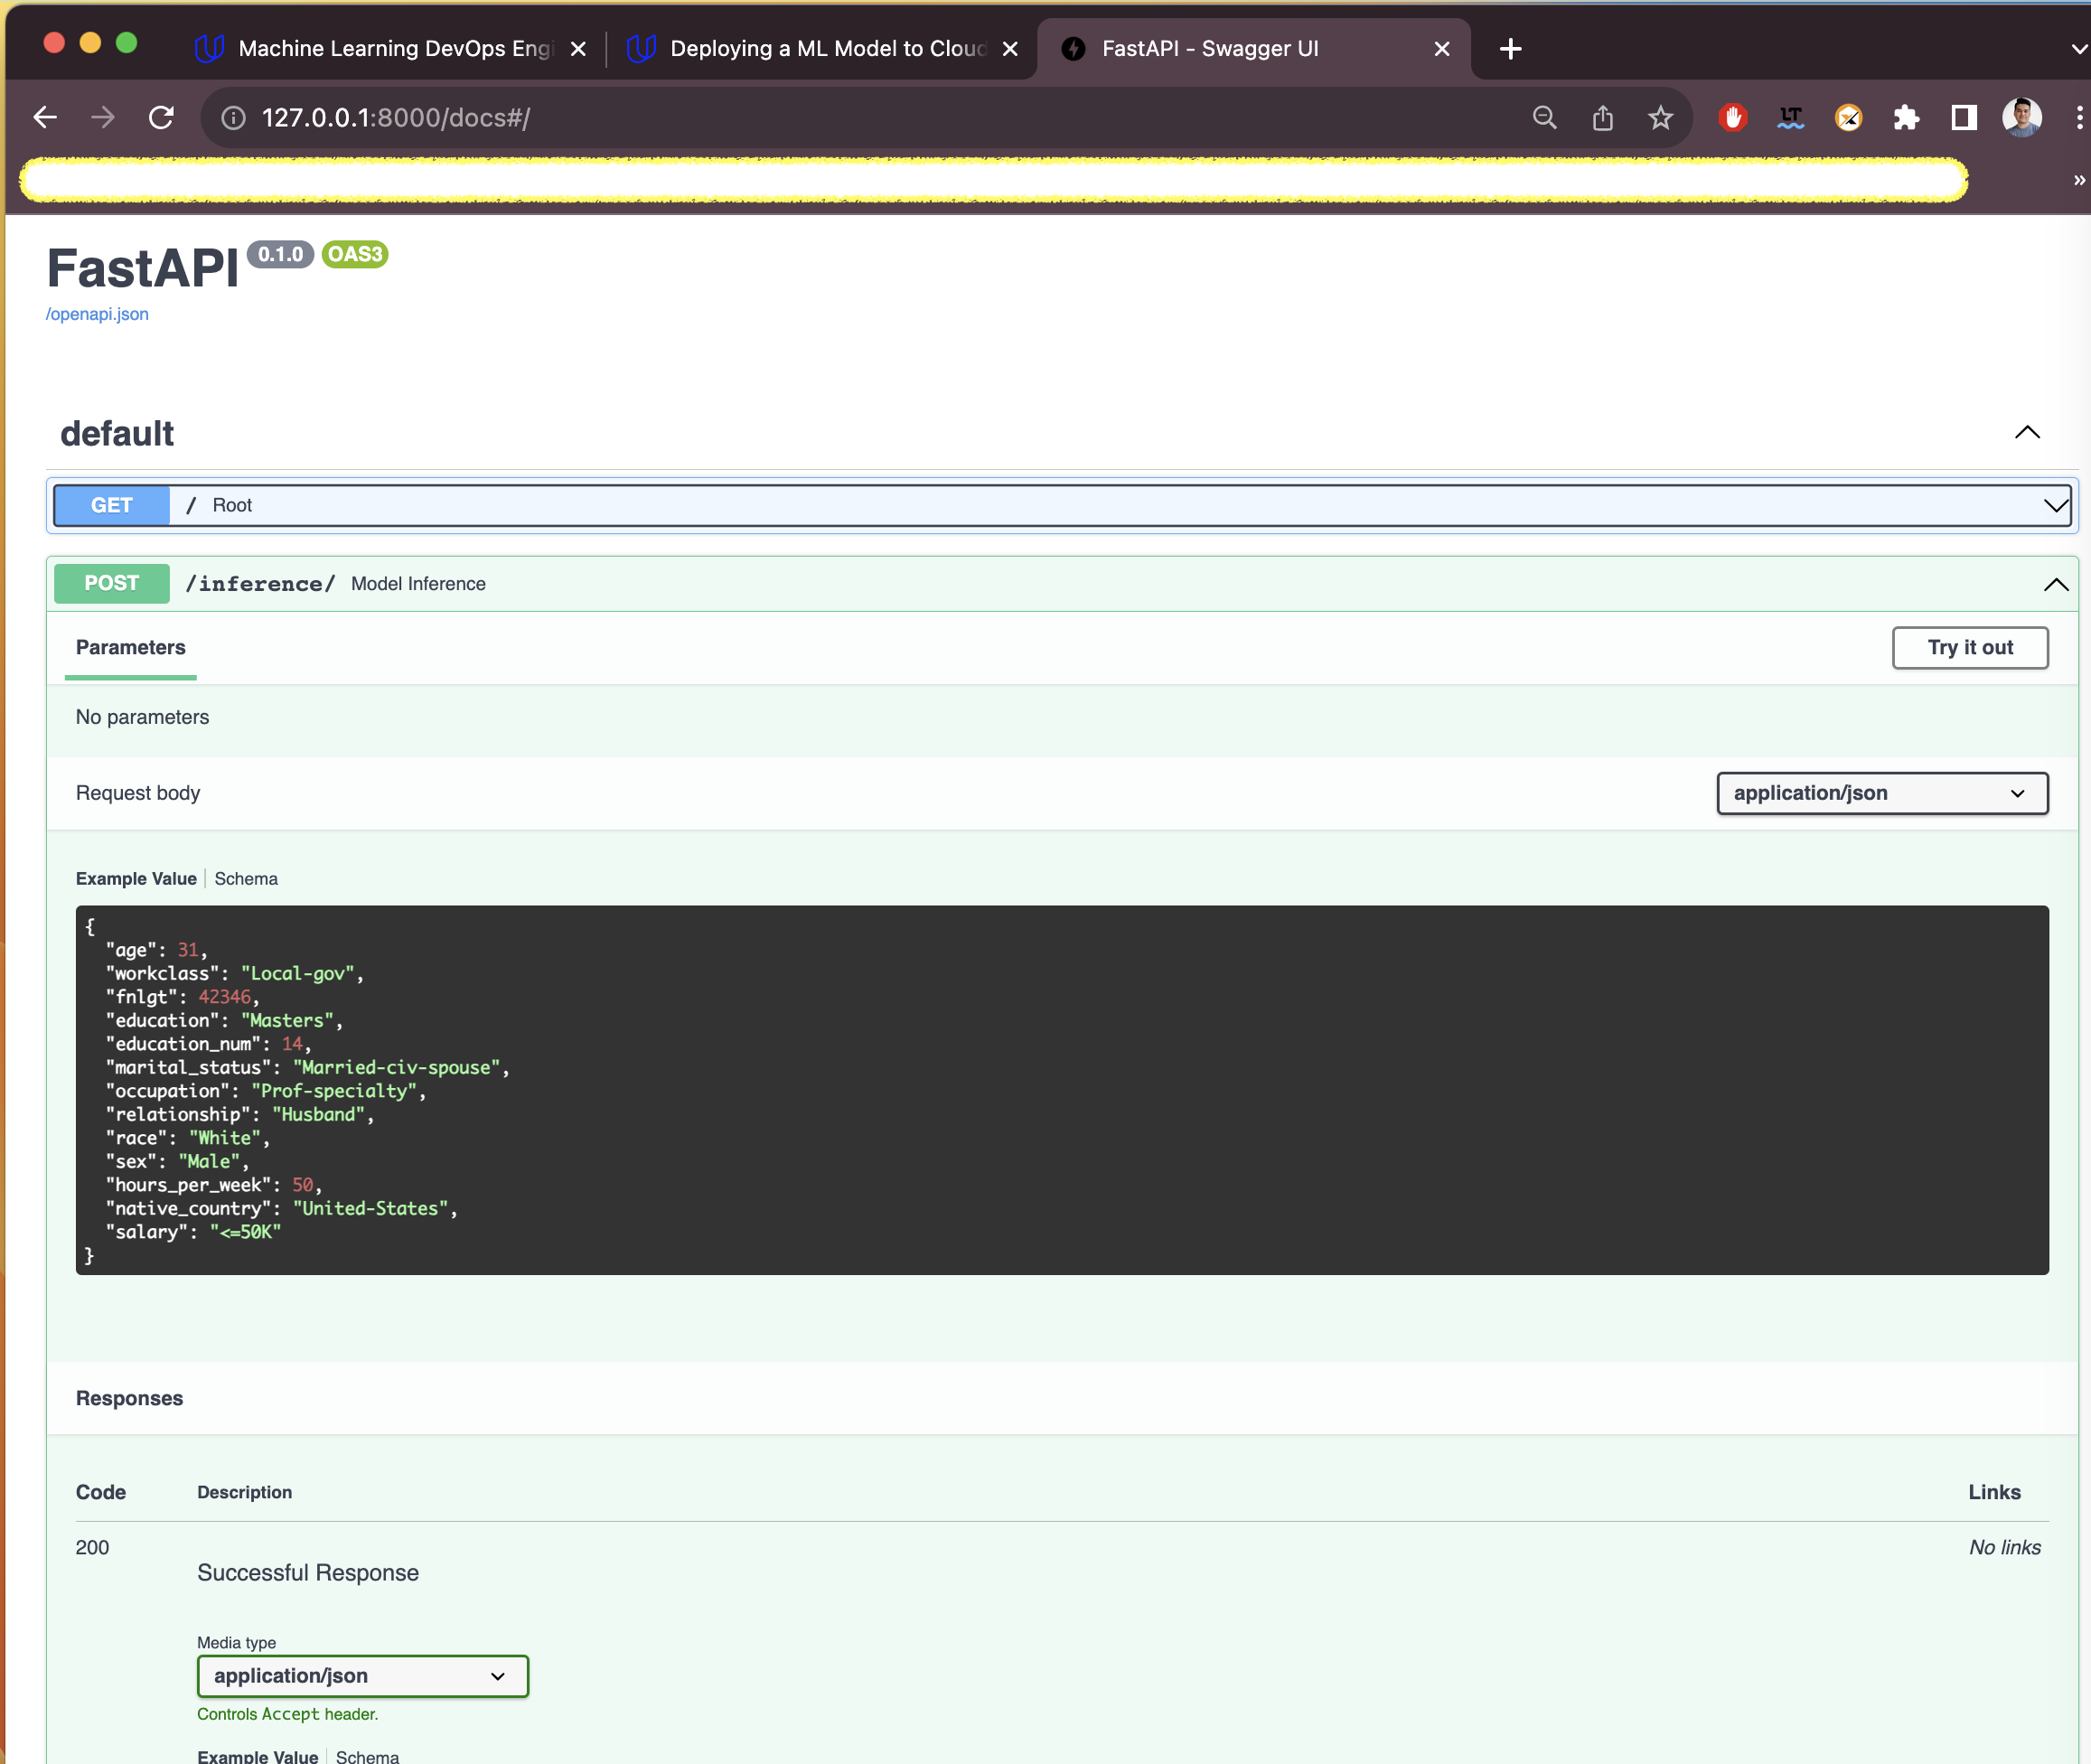 Machine Learning DevOps Engi
Deploying a ML Model to Cloud
FastAPI - Swagger UI
127.0.0.1:8000/docs#/
LT
»
FastAPI 0.1.0 OAS3
/openapi.json
default
GET / Root
POST /inference/ Model Inference
Parameters
Try it out
No parameters
Request body
application/json
Example Value | Schema
{
  "age": 31,
  "workclass": "Local-gov",
  "fnlgt": 42346,
  "education": "Masters",
  "education_num": 14,
  "marital_status": "Married-civ-spouse",
  "occupation": "Prof-specialty",
  "relationship": "Husband",
  "race": "White",
  "sex": "Male",
  "hours_per_week": 50,
  "native_country": "United-States",
  "salary": "<=50K"
}
Responses
Code Description Links
200 No links
Successful Response
Media type
application/json
Controls Accept header.
Example Value | Schema